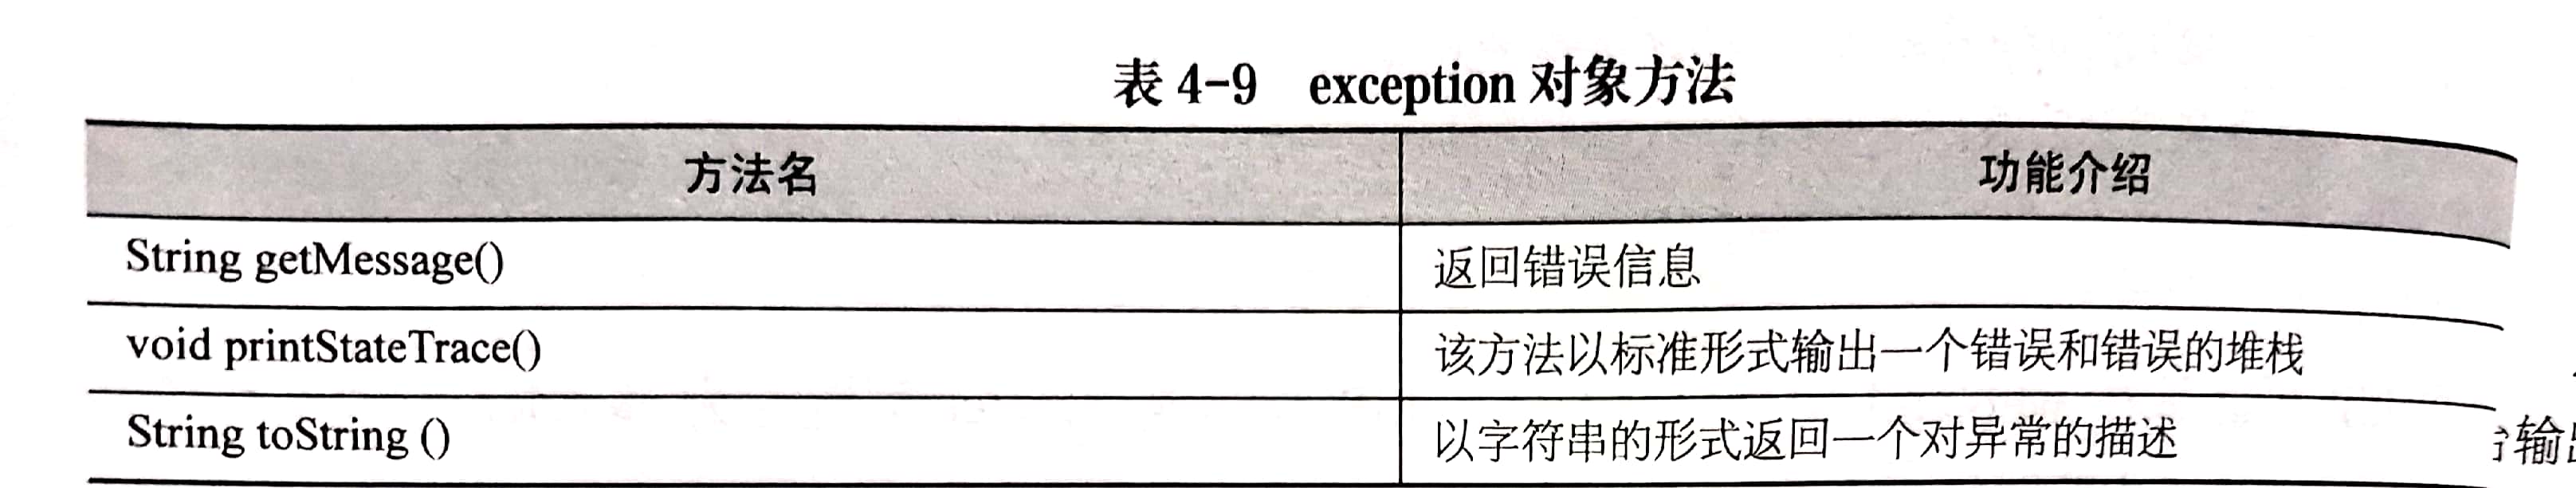 表 4-9 exception 对象方法
方法名 功能介绍
String getMessage() 返回错误信息
void printStateTrace() 该方法以标准形式输出一个错误和错误的堆栈
String toString () 以字符串的形式返回一个对异常的描述
输